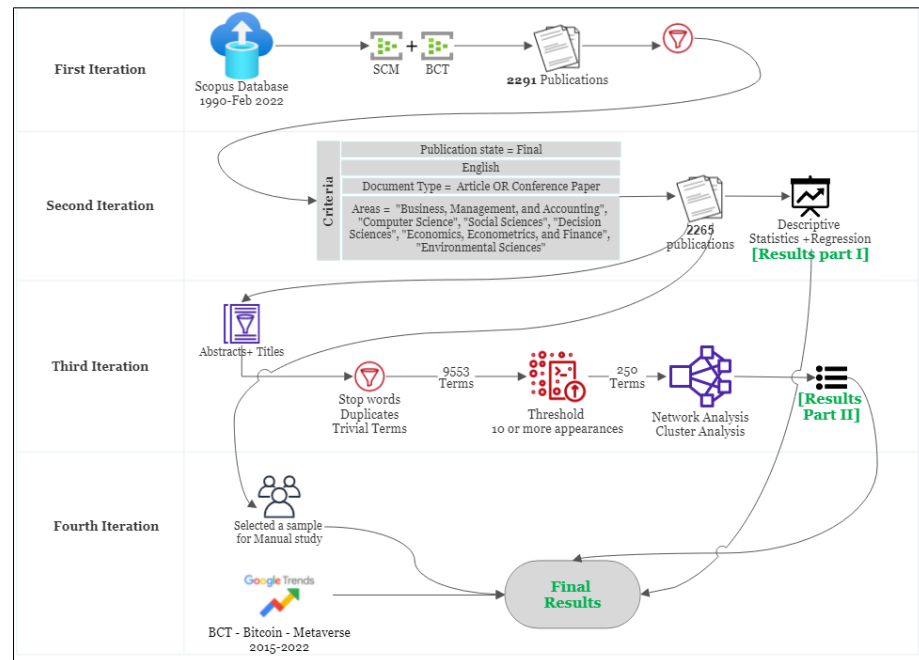 First Iteration
Scopus Database
1990-Feb 2022
SCM
+
BCT
2291 Publications
Second Iteration
Criteria
Publication state = Final
English
Document Type = Article OR Conference Paper
Areas = "Business, Management, and Accounting",
"Computer Science", "Social Sciences", "Decision
Sciences", "Economics, Econometrics, and Finance",
"Environmental Sciences"
2265
publications
Descriptive
Statistics +Regression
[Results part I]
Third Iteration
Abstracts+ Titles
Stop words
Duplicates
Trivial Terms
9553
Terms
Threshold
10 or more appearances
250
Terms
Network Analysis
Cluster Analysis
[Results
Part II]
Fourth Iteration
Selected a sample
for Manual study
Google Trends
BCT - Bitcoin - Metaverse
2015-2022
Final
Results